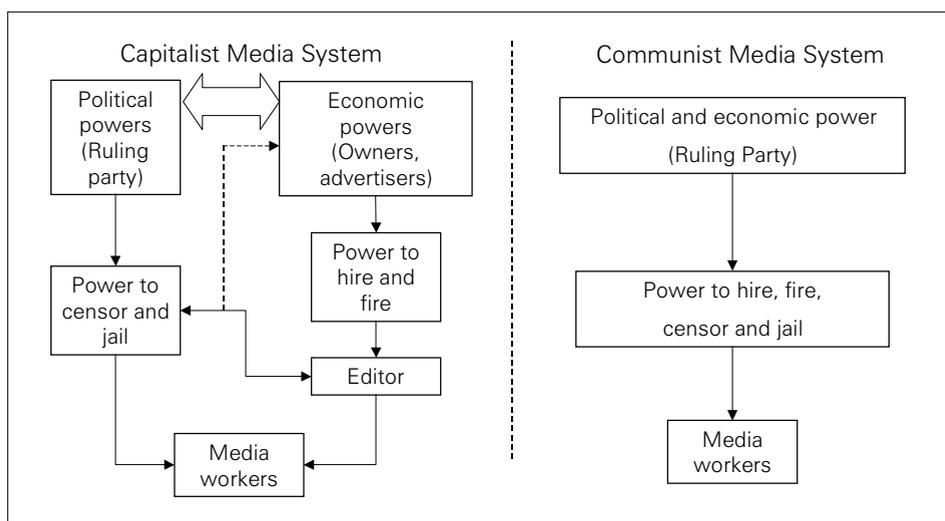 Capitalist Media System
Political
powers
(Ruling
party)
Economic
powers
(Owners,
advertisers)
Power to
hire and
fire
Power to
censor and
jail
Editor
Media
workers
Communist Media System
Political and economic power
(Ruling Party)
Power to hire, fire,
censor and jail
Media
workers